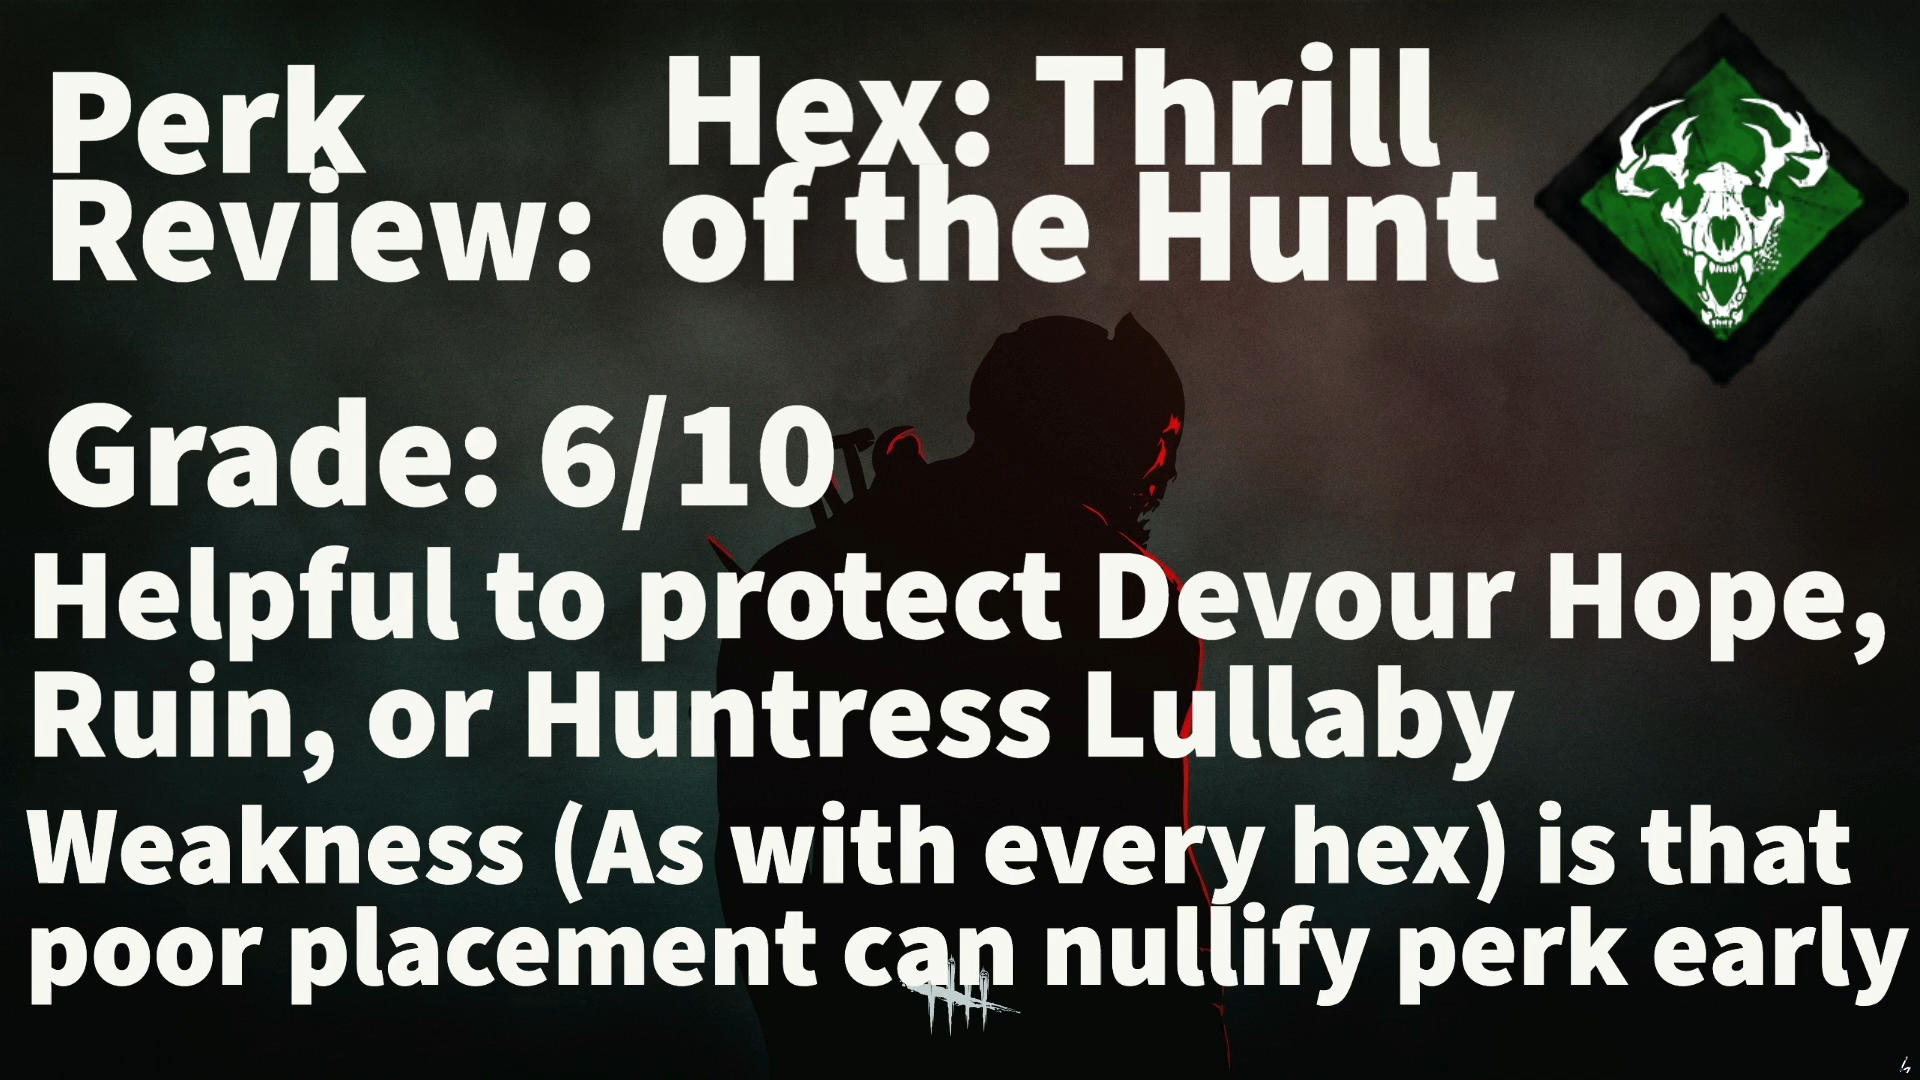 Perk
Review:
Hex: Thrill
of the Hunt
Grade: 6/10
Helpful to protect Devour Hope,
Ruin, or Huntress Lullaby
Weakness (As with every hex) is that
poor placement can nullify perk early